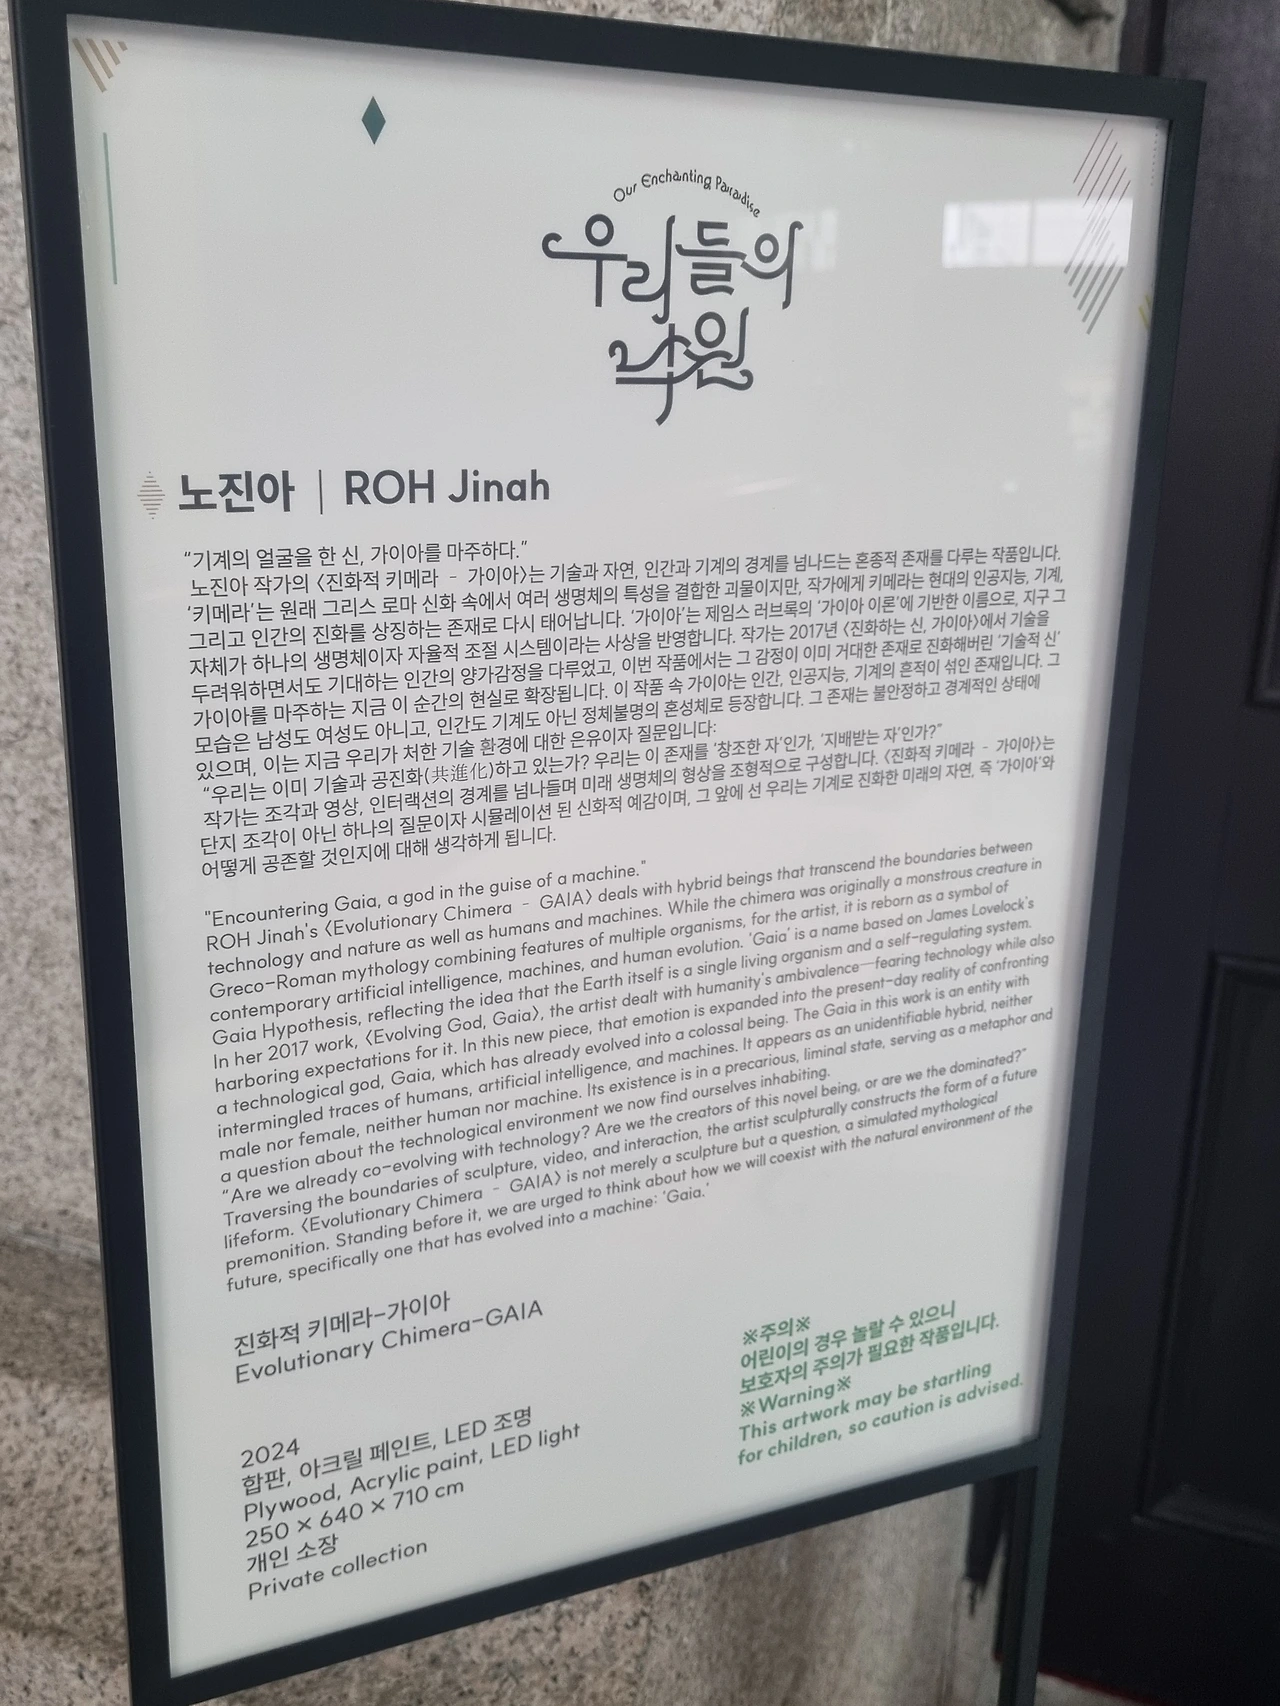 Our Enchanting Paradise
우리들의
낙원
노진아 | ROH Jinah
“기계의 얼굴을 한 신, 가이아를 마주하다.”
노진아 작가의 〈진화적 키메라 - 가이아〉는 기술과 자연, 인간과 기계의 경계를 넘나드는 혼종적 존재를 다루는 작품입니다.
‘키메라’는 원래 그리스 로마 신화 속에서 여러 생명체의 특성을 결합한 괴물이지만, 작가에게 키메라는 현대의 인공지능, 기계,
그리고 인간의 진화를 상징하는 존재로 다시 태어납니다. ‘가이아’는 제임스 러브록의 ‘가이아 이론’에 기반한 이름으로, 지구 그
자체가 하나의 생명체이자 자율적 조절 시스템이라는 사상을 반영합니다. 작가는 2017년 〈진화하는 신, 가이아〉에서 기술을
두려워하면서도 기대하는 인간의 양가감정을 다루었고, 이번 작품에서는 그 감정이 이미 거대한 존재로 진화해버린 ‘기술적 신’
가이아를 마주하는 지금 이 순간의 현실로 확장됩니다. 이 작품 속 가이아는 인간, 인공지능, 기계의 흔적이 섞인 존재입니다. 그
모습은 남성도 여성도 아니고, 인간도 기계도 아닌 정체불명의 혼성체로 등장합니다. 그 존재는 불안정하고 경계적인 상태에
있으며, 이는 지금 우리가 처한 기술 환경에 대한 은유이자 질문입니다:
“우리는 이미 기술과 공진화(共進化)하고 있는가? 우리는 이 존재를 ‘창조한 자’인가, ‘지배받는 자’인가?”
작가는 조각과 영상, 인터랙션의 경계를 넘나들며 미래 생명체의 형상을 조형적으로 구성합니다. 〈진화적 키메라 - 가이아〉는
단지 조각이 아닌 하나의 질문이자 시뮬레이션 된 신화적 예감이며, 그 앞에 선 우리는 기계로 진화한 미래의 자연, 즉 ‘가이아’와
어떻게 공존할 것인지에 대해 생각하게 됩니다.
"Encountering Gaia, a god in the guise of a machine."
ROH Jinah's 〈Evolutionary Chimera - GAIA〉 deals with hybrid beings that transcend the boundaries between
technology and nature as well as humans and machines. While the chimera was originally a monstrous creature in
Greco-Roman mythology combining features of multiple organisms, for the artist, it is reborn as a symbol of
contemporary artificial intelligence, machines, and human evolution. ‘Gaia’ is a name based on James Lovelock's
Gaia Hypothesis, reflecting the idea that the Earth itself is a single living organism and a self-regulating system.
In her 2017 work, 〈Evolving God, Gaia〉, the artist dealt with humanity's ambivalence—fearing technology while also
harboring expectations for it. In this new piece, that emotion is expanded into the present-day reality of confronting
a technological god, Gaia, which has already evolved into a colossal being. The Gaia in this work is an entity with
intermingled traces of humans, artificial intelligence, and machines. It appears as an unidentifiable hybrid, neither
male nor female, neither human nor machine. Its existence is in a precarious, liminal state, serving as a metaphor and
a question about the technological environment we now find ourselves inhabiting.
“Are we already co-evolving with technology? Are we the creators of this novel being, or are we the dominated?”
Traversing the boundaries of sculpture, video, and interaction, the artist sculpturally constructs the form of a future
lifeform. 〈Evolutionary Chimera - GAIA〉 is not merely a sculpture but a question, a simulated mythological
premonition. Standing before it, we are urged to think about how we will coexist with the natural environment of the
future, specifically one that has evolved into a machine: ‘Gaia.’
진화적 키메라-가이아
Evolutionary Chimera-GAIA
2024
합판, 아크릴 페인트, LED 조명
Plywood, Acrylic paint, LED light
250 × 640 × 710 cm
개인 소장
Private collection
※주의※
어린이의 경우 놀랄 수 있으니
보호자의 주의가 필요한 작품입니다.
※Warning※
This artwork may be startling
for children, so caution is advised.